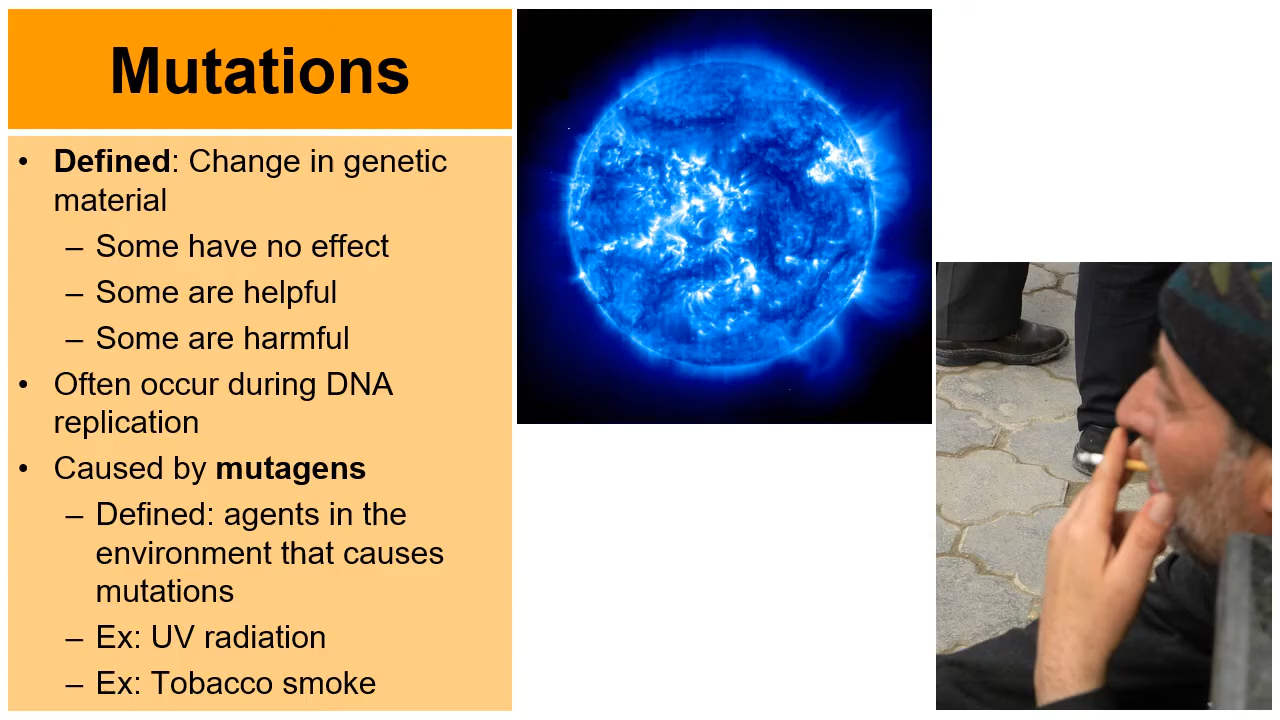 Mutations
• Defined: Change in genetic
material
– Some have no effect
– Some are helpful
– Some are harmful
• Often occur during DNA
replication
• Caused by mutagens
– Defined: agents in the
environment that causes
mutations
– Ex: UV radiation
– Ex: Tobacco smoke